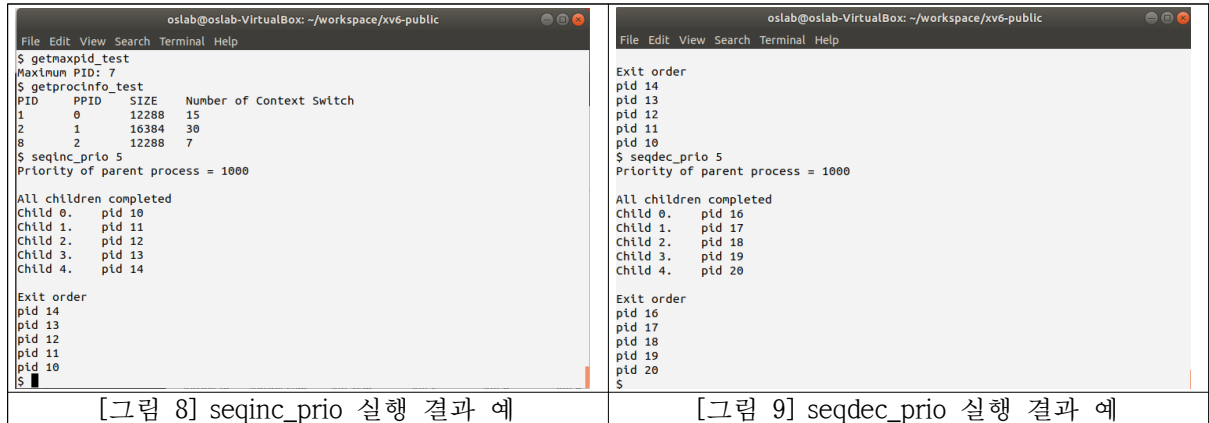 oslab@oslab-VirtualBox: ~/workspace/xv6-public
File Edit View Search Terminal Help
$ getmaxpid_test
Maximum PID: 7
$ getprocinfo_test
PID PPID SIZE Number of Context Switch
1 0 12288 15
2 1 16384 30
8 2 12288 7
$ seqinc_prio 5
Priority of parent process = 1000
All children completed
Child 0. pid 10
Child 1. pid 11
Child 2. pid 12
Child 3. pid 13
Child 4. pid 14
Exit order
pid 14
pid 13
pid 12
pid 11
pid 10
$
[그림 8] seqinc_prio 실행 결과 예
oslab@oslab-VirtualBox: ~/workspace/xv6-public
File Edit View Search Terminal Help
Exit order
pid 14
pid 13
pid 12
pid 11
pid 10
$ seqdec_prio 5
Priority of parent process = 1000
All children completed
Child 0. pid 16
Child 1. pid 17
Child 2. pid 18
Child 3. pid 19
Child 4. pid 20
Exit order
pid 16
pid 17
pid 18
pid 19
pid 20
$
[그림 9] seqdec_prio 실행 결과 예